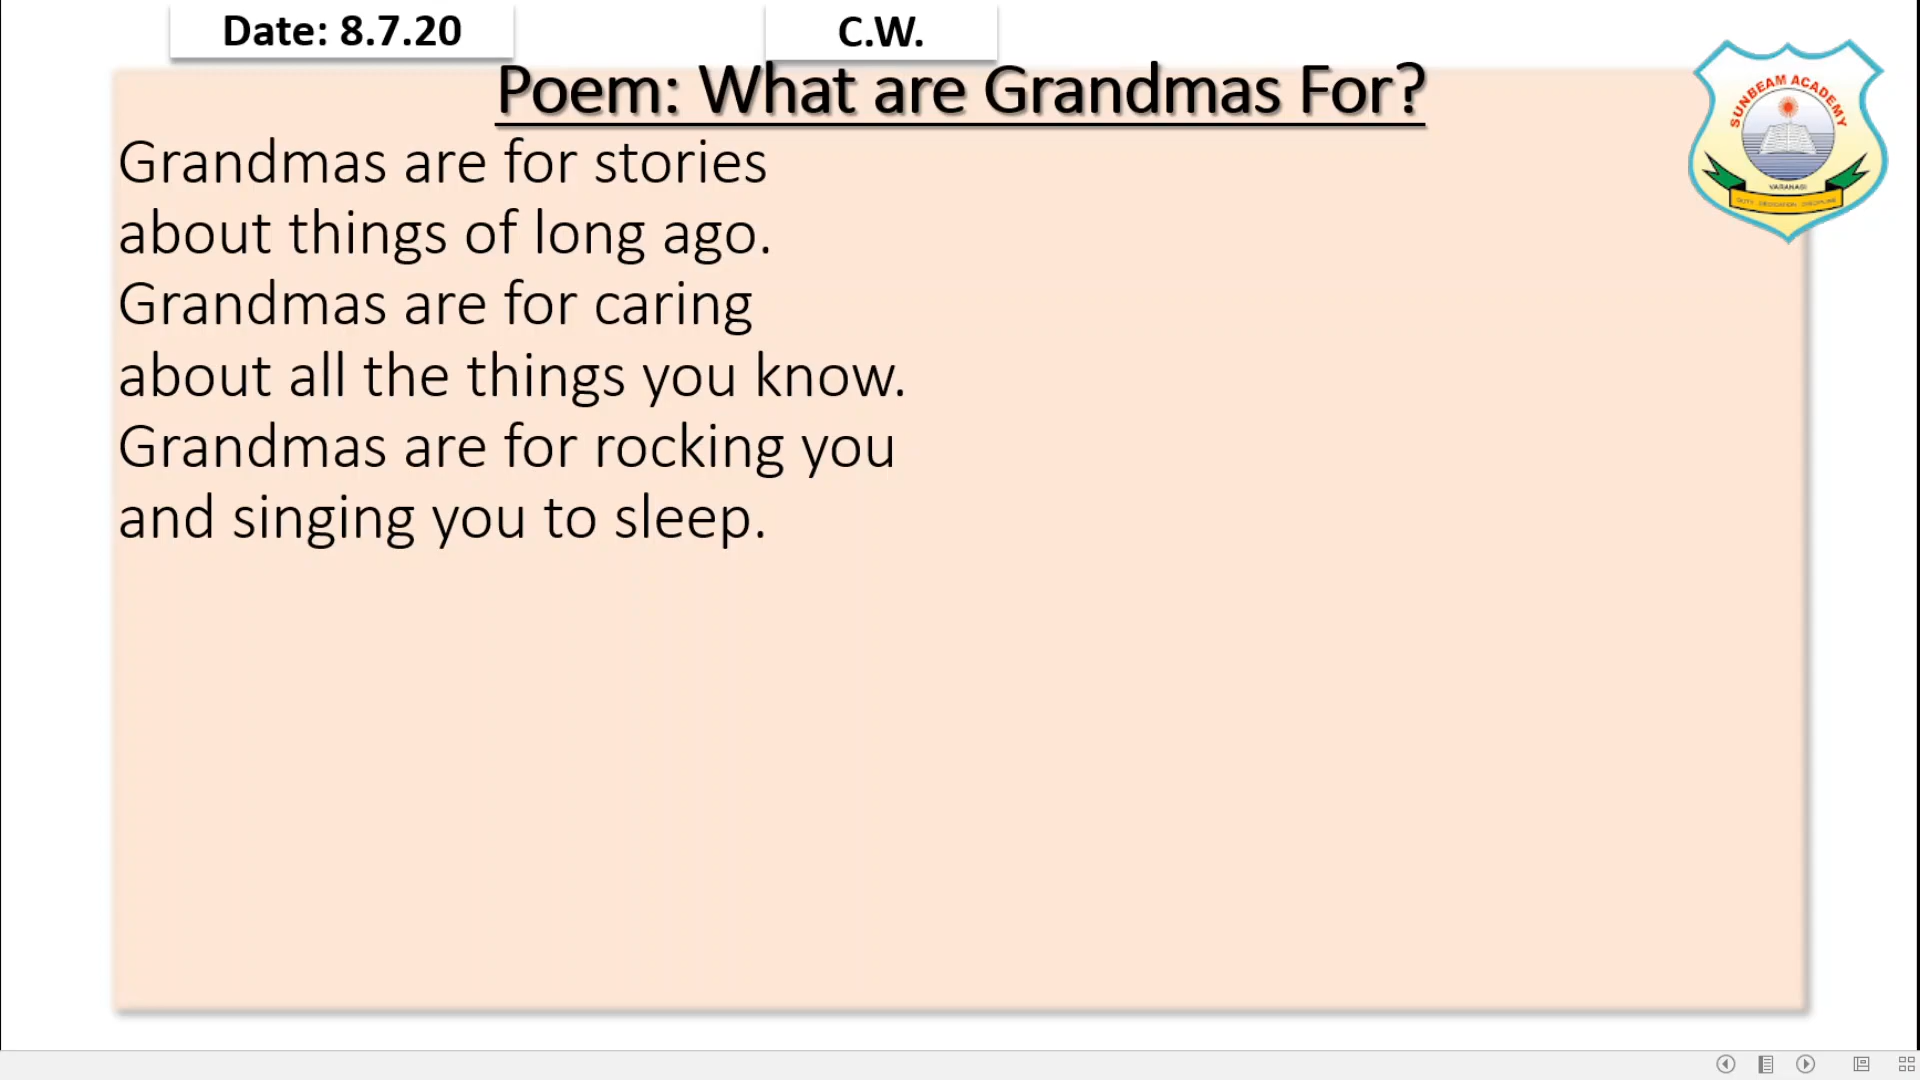 Date: 8.7.20
C.W.
Poem: What are Grandmas For?
Grandmas are for stories
about things of long ago.
Grandmas are for caring
about all the things you know.
Grandmas are for rocking you
and singing you to sleep.
SUNBEAM ACADEMY
VARANASI